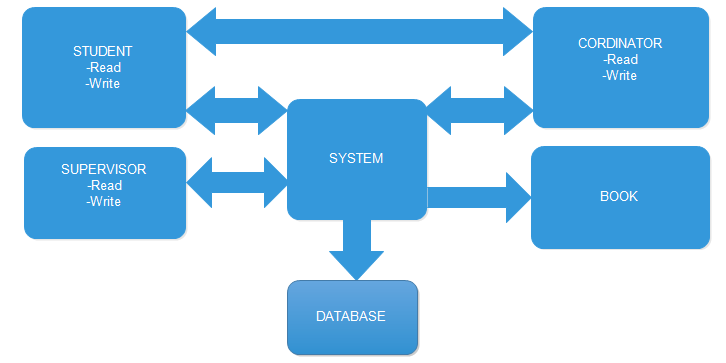 STUDENT
-Read
-Write
CORDINATOR
-Read
-Write
SYSTEM
SUPERVISOR
-Read
-Write
BOOK
DATABASE